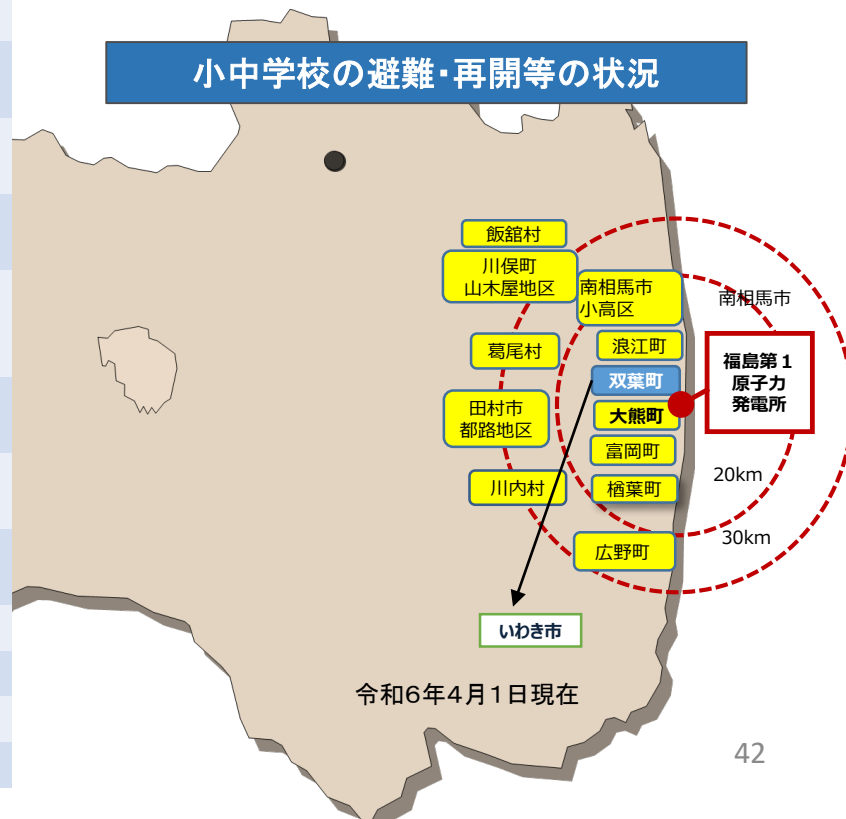 小中学校の避難・再開等の状況
飯舘村
川俣町
山木屋地区
南相馬市
小高区
南相馬市
浪江町
葛尾村
双葉町
福島第1
原子力
発電所
田村市
都路地区
大熊町
富岡町
川内村
楢葉町
20km
30km
広野町
いわき市
令和6年4月1日現在
42